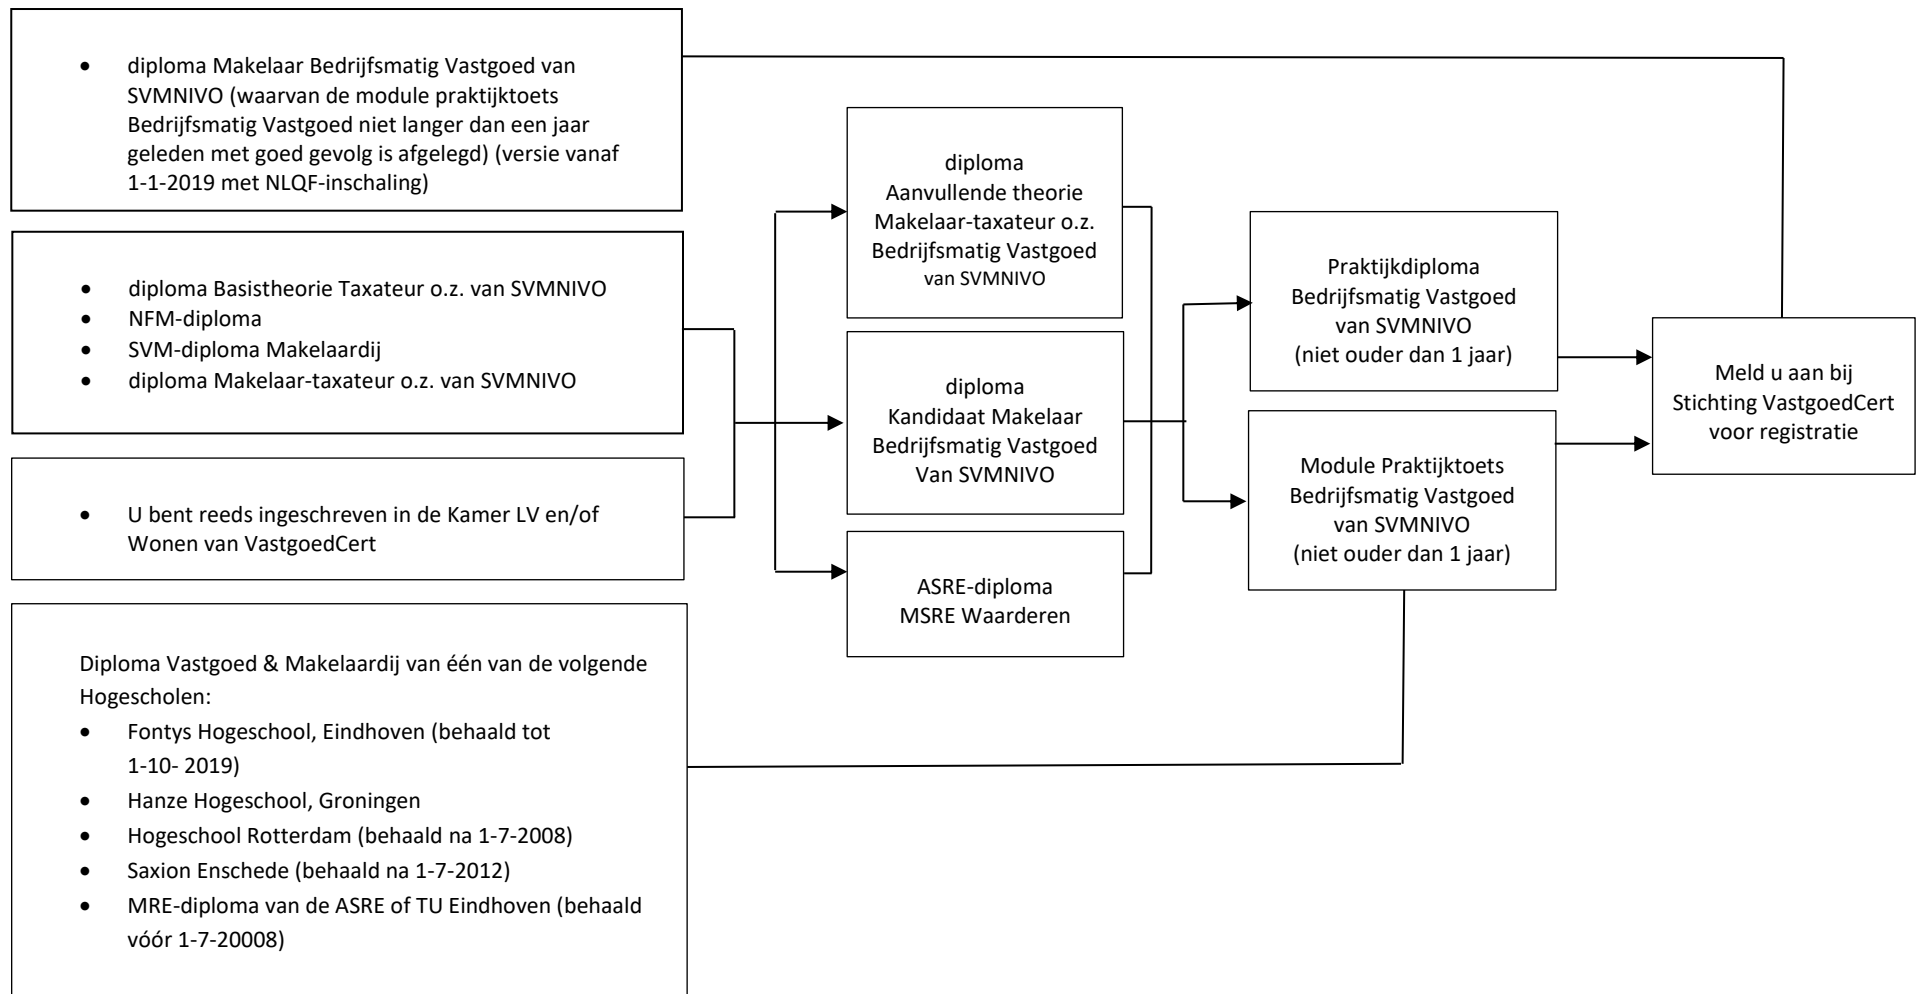 • diploma Makelaar Bedrijfsmatig Vastgoed van
SVMNIVO (waarvan de module praktijktoets
Bedrijfsmatig Vastgoed niet langer dan een jaar
geleden met goed gevolg is afgelegd) (versie vanaf
1-1-2019 met NLQF-inschaling)
• diploma Basistheorie Taxateur o.z. van SVMNIVO
• NFM-diploma
• SVM-diploma Makelaardij
• diploma Makelaar-taxateur o.z. van SVMNIVO
• U bent reeds ingeschreven in de Kamer LV en/of
Wonen van VastgoedCert
Diploma Vastgoed & Makelaardij van één van de volgende
Hogescholen:
• Fontys Hogeschool, Eindhoven (behaald tot
1-10- 2019)
• Hanze Hogeschool, Groningen
• Hogeschool Rotterdam (behaald na 1-7-2008)
• Saxion Enschede (behaald na 1-7-2012)
• MRE-diploma van de ASRE of TU Eindhoven (behaald
vóór 1-7-20008)
diploma
Aanvullende theorie
Makelaar-taxateur o.z.
Bedrijfsmatig Vastgoed
van SVMNIVO
diploma
Kandidaat Makelaar
Bedrijfsmatig Vastgoed
Van SVMNIVO
ASRE-diploma
MSRE Waarderen
Praktijkdiploma
Bedrijfsmatig Vastgoed
van SVMNIVO
(niet ouder dan 1 jaar)
Module Praktijktoets
Bedrijfsmatig Vastgoed
van SVMNIVO
(niet ouder dan 1 jaar)
Meld u aan bij
Stichting VastgoedCert
voor registratie